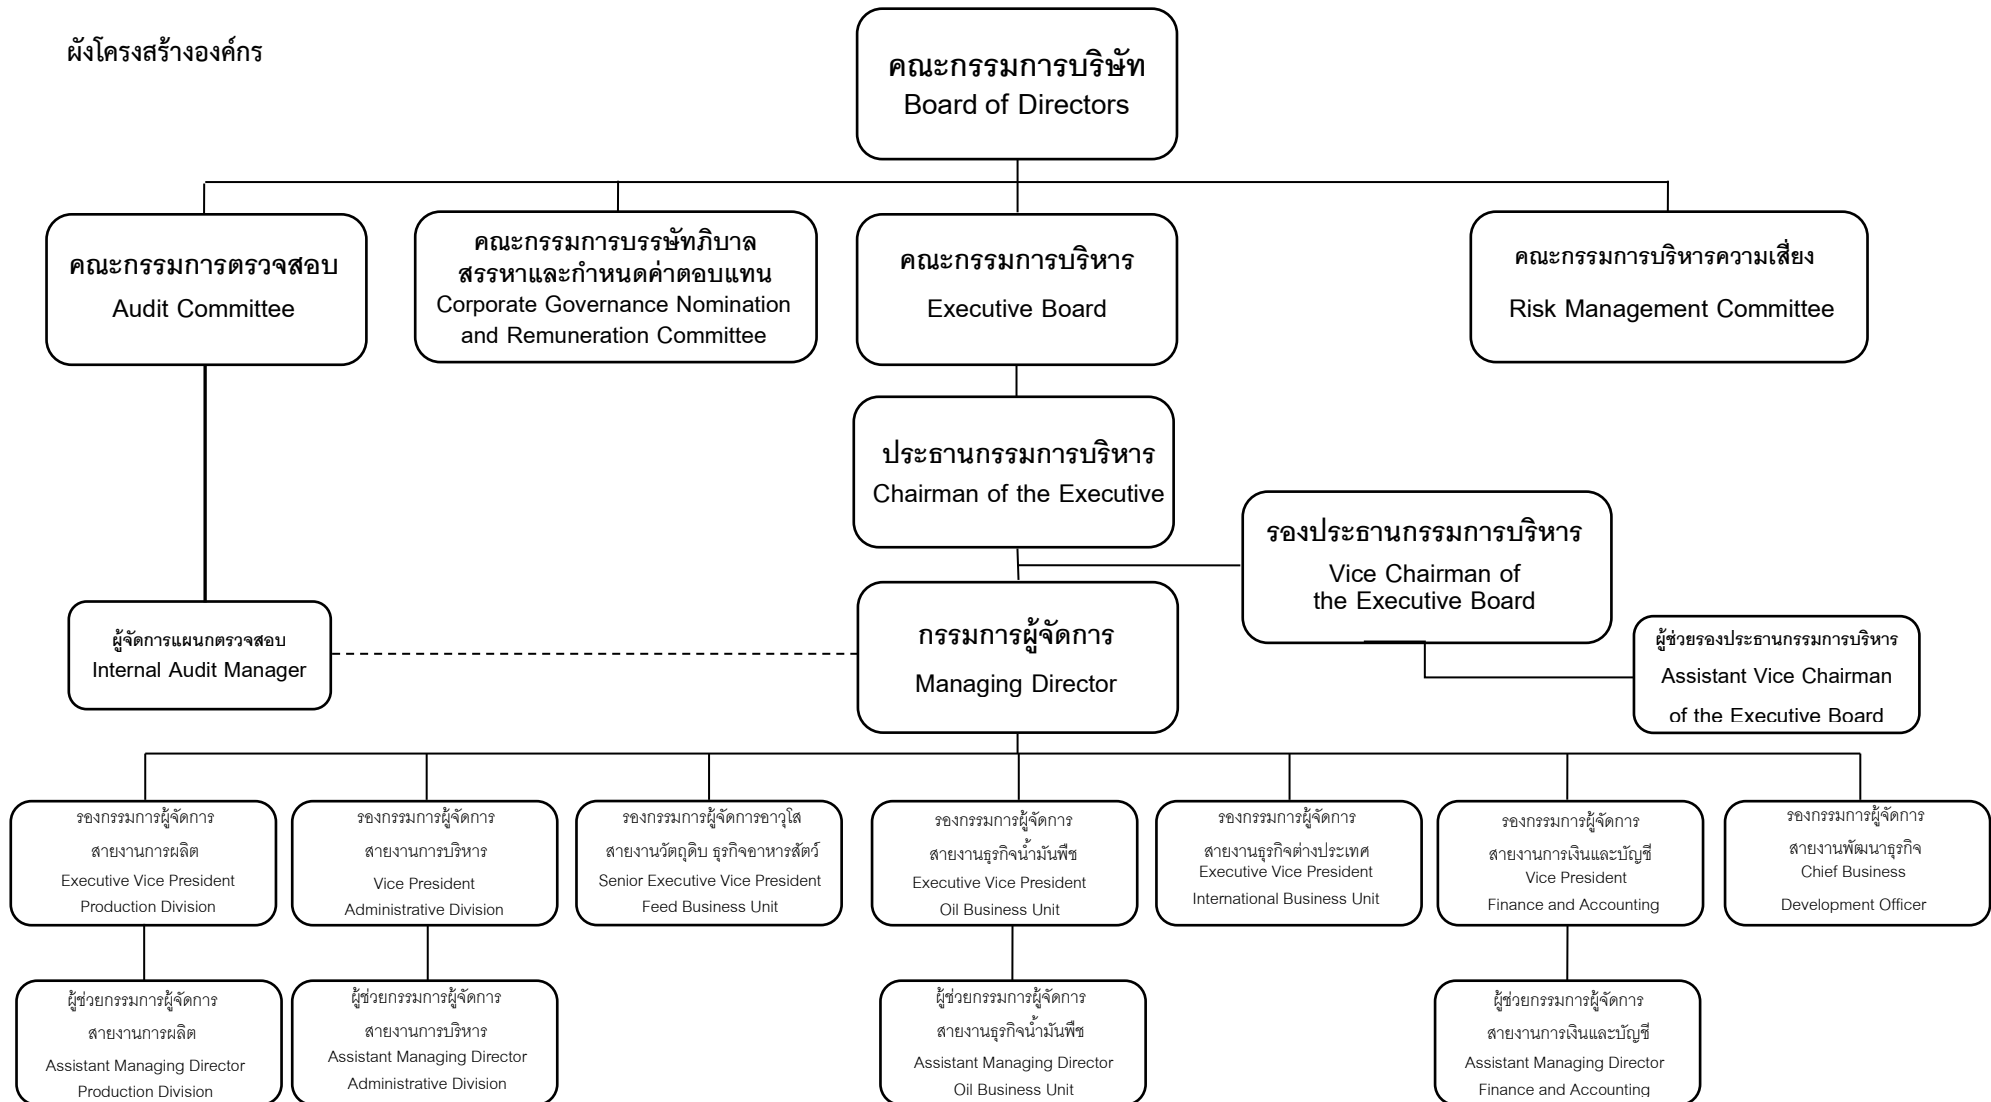 ผังโครงสร้างองค์กร
คณะกรรมการบริษัท
Board of Directors
คณะกรรมการตรวจสอบ
Audit Committee
คณะกรรมการบรรษัทภิบาล
สรรหาและกำหนดค่าตอบแทน
Corporate Governance Nomination
and Remuneration Committee
คณะกรรมการบริหาร
Executive Board
คณะกรรมการบริหารความเสี่ยง
Risk Management Committee
ประธานกรรมการบริหาร
Chairman of the Executive
รองประธานกรรมการบริหาร
Vice Chairman of
the Executive Board
ผู้จัดการแผนกตรวจสอบ
Internal Audit Manager
กรรมการผู้จัดการ
Managing Director
ผู้ช่วยรองประธานกรรมการบริหาร
Assistant Vice Chairman
of the Executive Board
รองกรรมการผู้จัดการ
สายงานการผลิต
Executive Vice President
Production Division
รองกรรมการผู้จัดการ
สายงานการบริหาร
Vice President
Administrative Division
รองกรรมการผู้จัดการอาวุโส
สายงานวัตถุดิบ ธุรกิจอาหารสัตว์
Senior Executive Vice President
Feed Business Unit
รองกรรมการผู้จัดการ
สายงานธุรกิจน้ำมันพืช
Executive Vice President
Oil Business Unit
รองกรรมการผู้จัดการ
สายงานธุรกิจต่างประเทศ
Executive Vice President
International Business Unit
รองกรรมการผู้จัดการ
สายงานการเงินและบัญชี
Vice President
Finance and Accounting
รองกรรมการผู้จัดการ
สายงานพัฒนาธุรกิจ
Chief Business
Development Officer
ผู้ช่วยกรรมการผู้จัดการ
สายงานการผลิต
Assistant Managing Director
Production Division
ผู้ช่วยกรรมการผู้จัดการ
สายงานการบริหาร
Assistant Managing Director
Administrative Division
ผู้ช่วยกรรมการผู้จัดการ
สายงานธุรกิจน้ำมันพืช
Assistant Managing Director
Oil Business Unit
ผู้ช่วยกรรมการผู้จัดการ
สายงานการเงินและบัญชี
Assistant Managing Director
Finance and Accounting